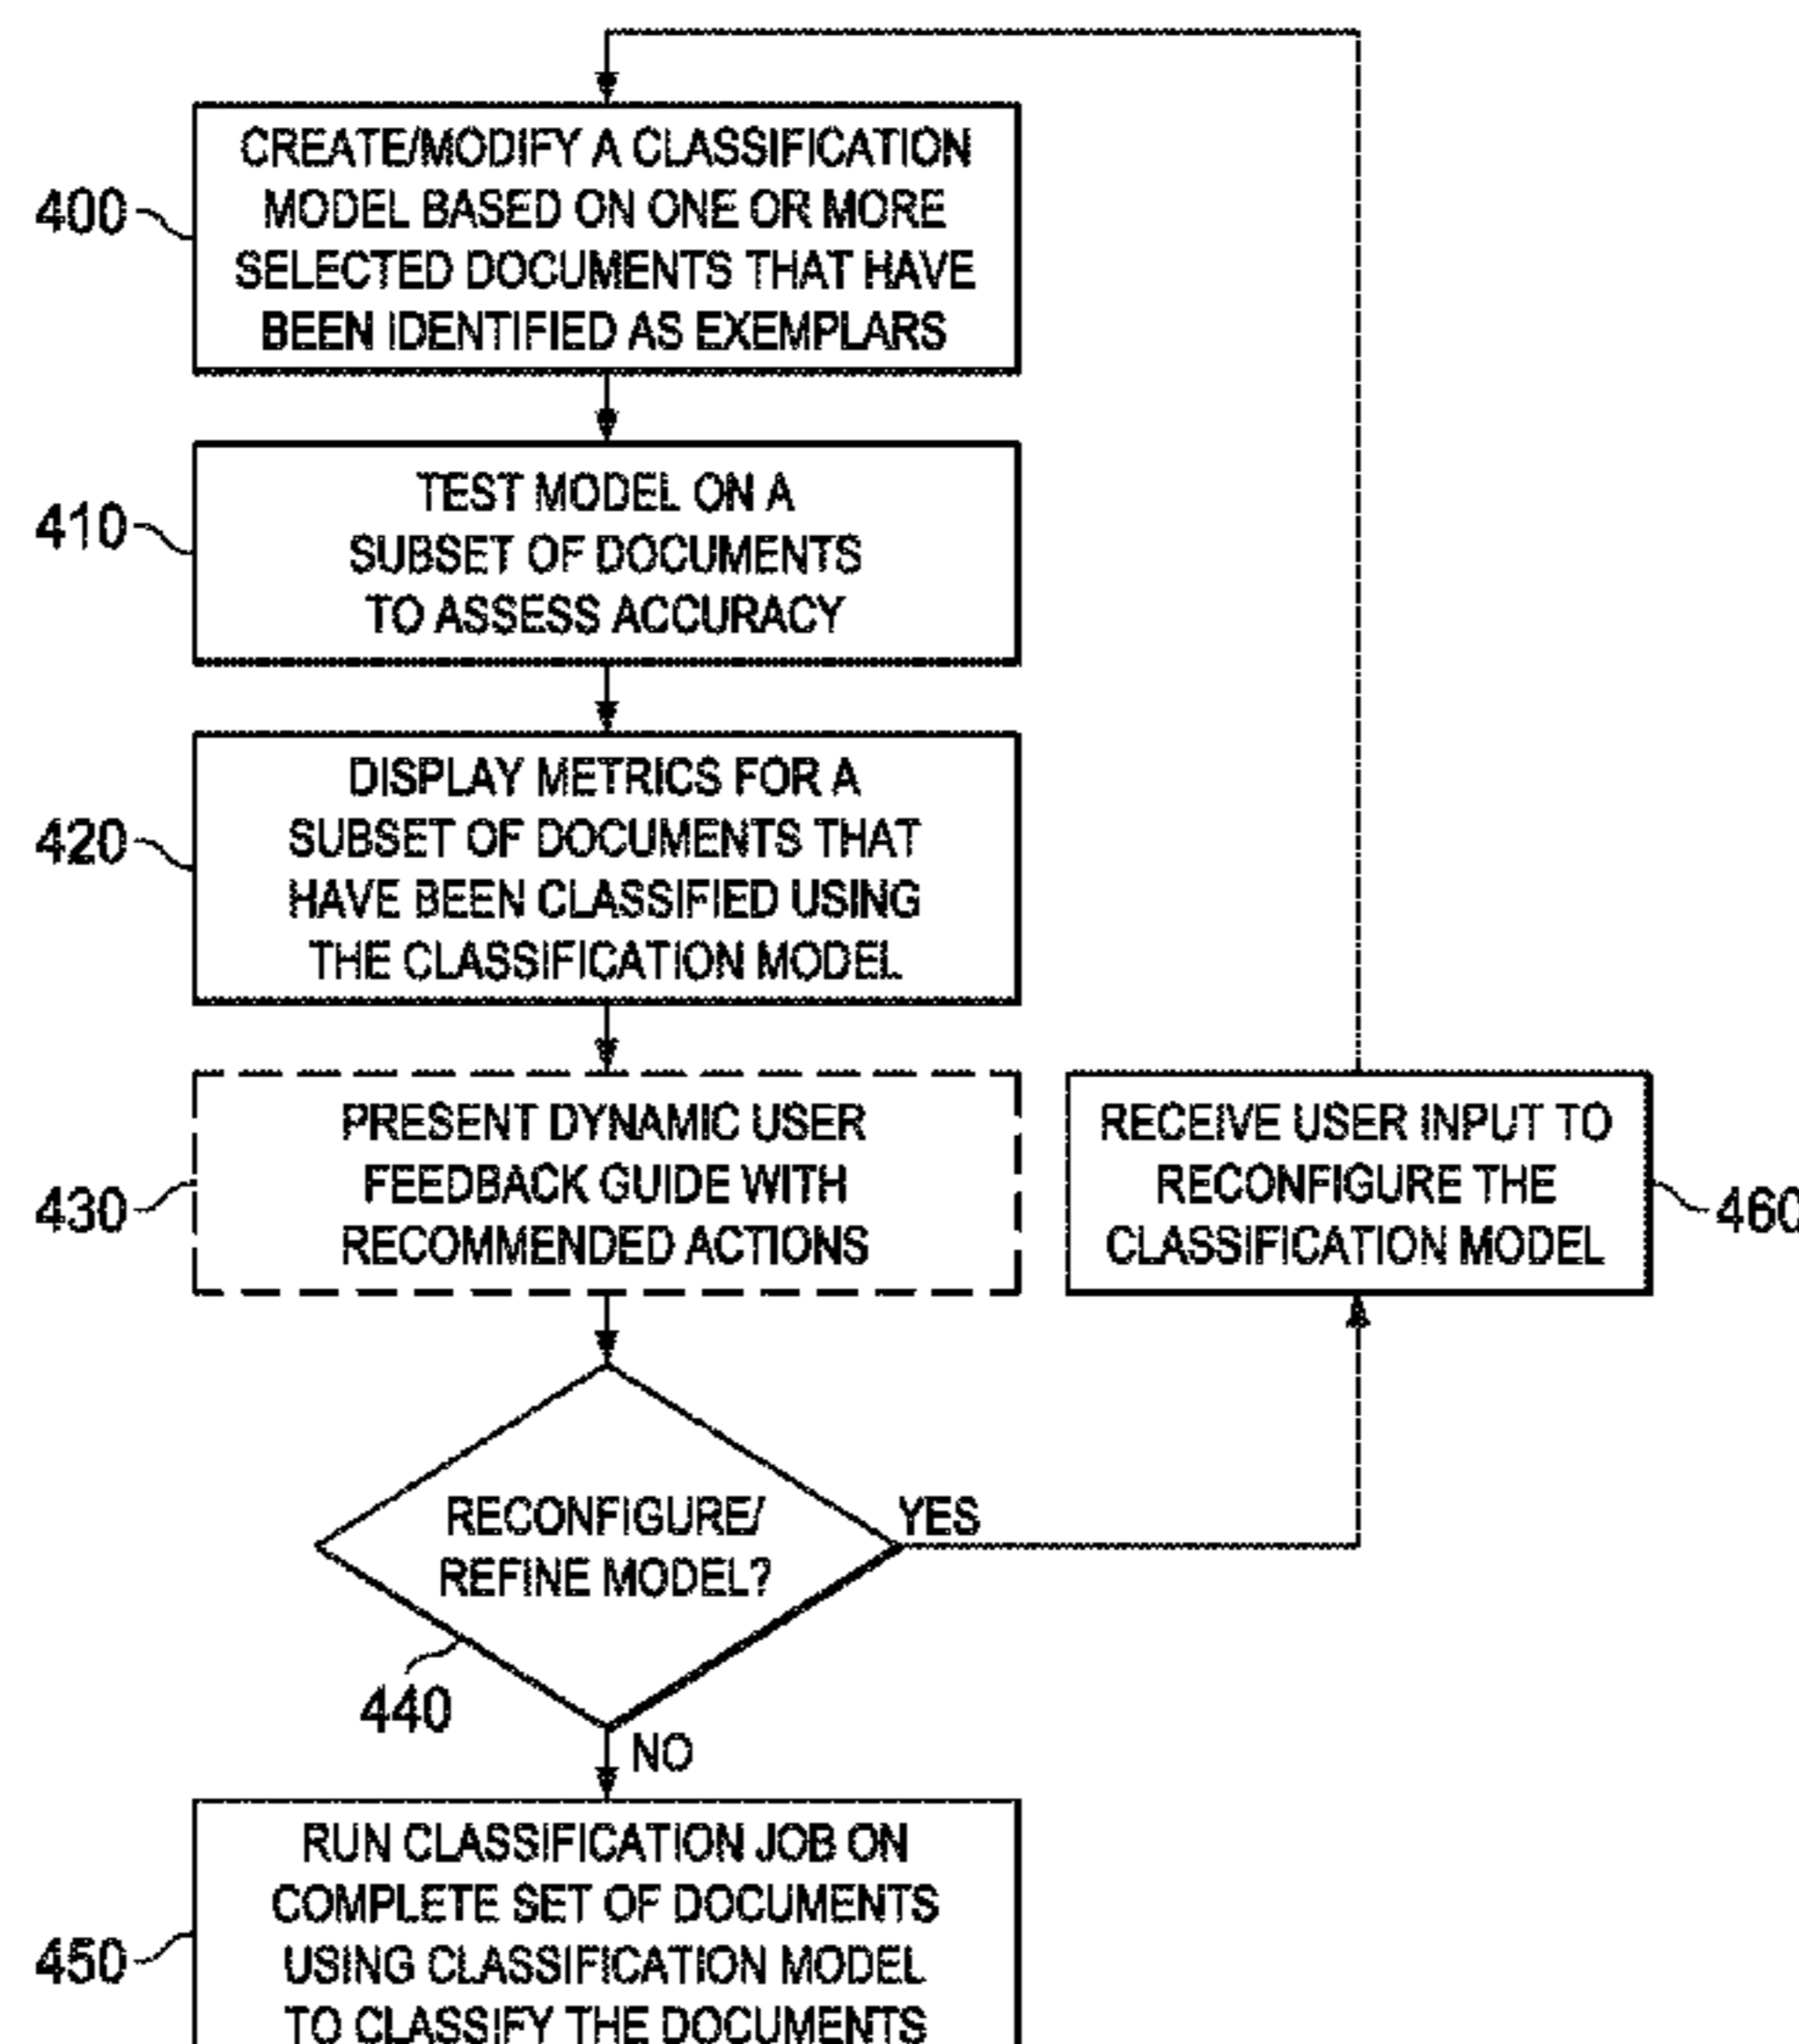 CREATE/MODIFY A CLASSIFICATION
MODEL BASED ON ONE OR MORE
SELECTED DOCUMENTS THAT HAVE
BEEN IDENTIFIED AS EXEMPLARS
400
TEST MODEL ON A
SUBSET OF DOCUMENTS
TO ASSESS ACCURACY
410
DISPLAY METRICS FOR A
SUBSET OF DOCUMENTS THAT
HAVE BEEN CLASSIFIED USING
THE CLASSIFICATION MODEL
420
PRESENT DYNAMIC USER
FEEDBACK GUIDE WITH
RECOMMENDED ACTIONS
430
RECEIVE USER INPUT TO
RECONFIGURE THE
CLASSIFICATION MODEL
460
RECONFIGURE/
REFINE MODEL?
YES
440
NO
RUN CLASSIFICATION JOB ON
COMPLETE SET OF DOCUMENTS
USING CLASSIFICATION MODEL
TO CLASSIFY THE DOCUMENTS
450